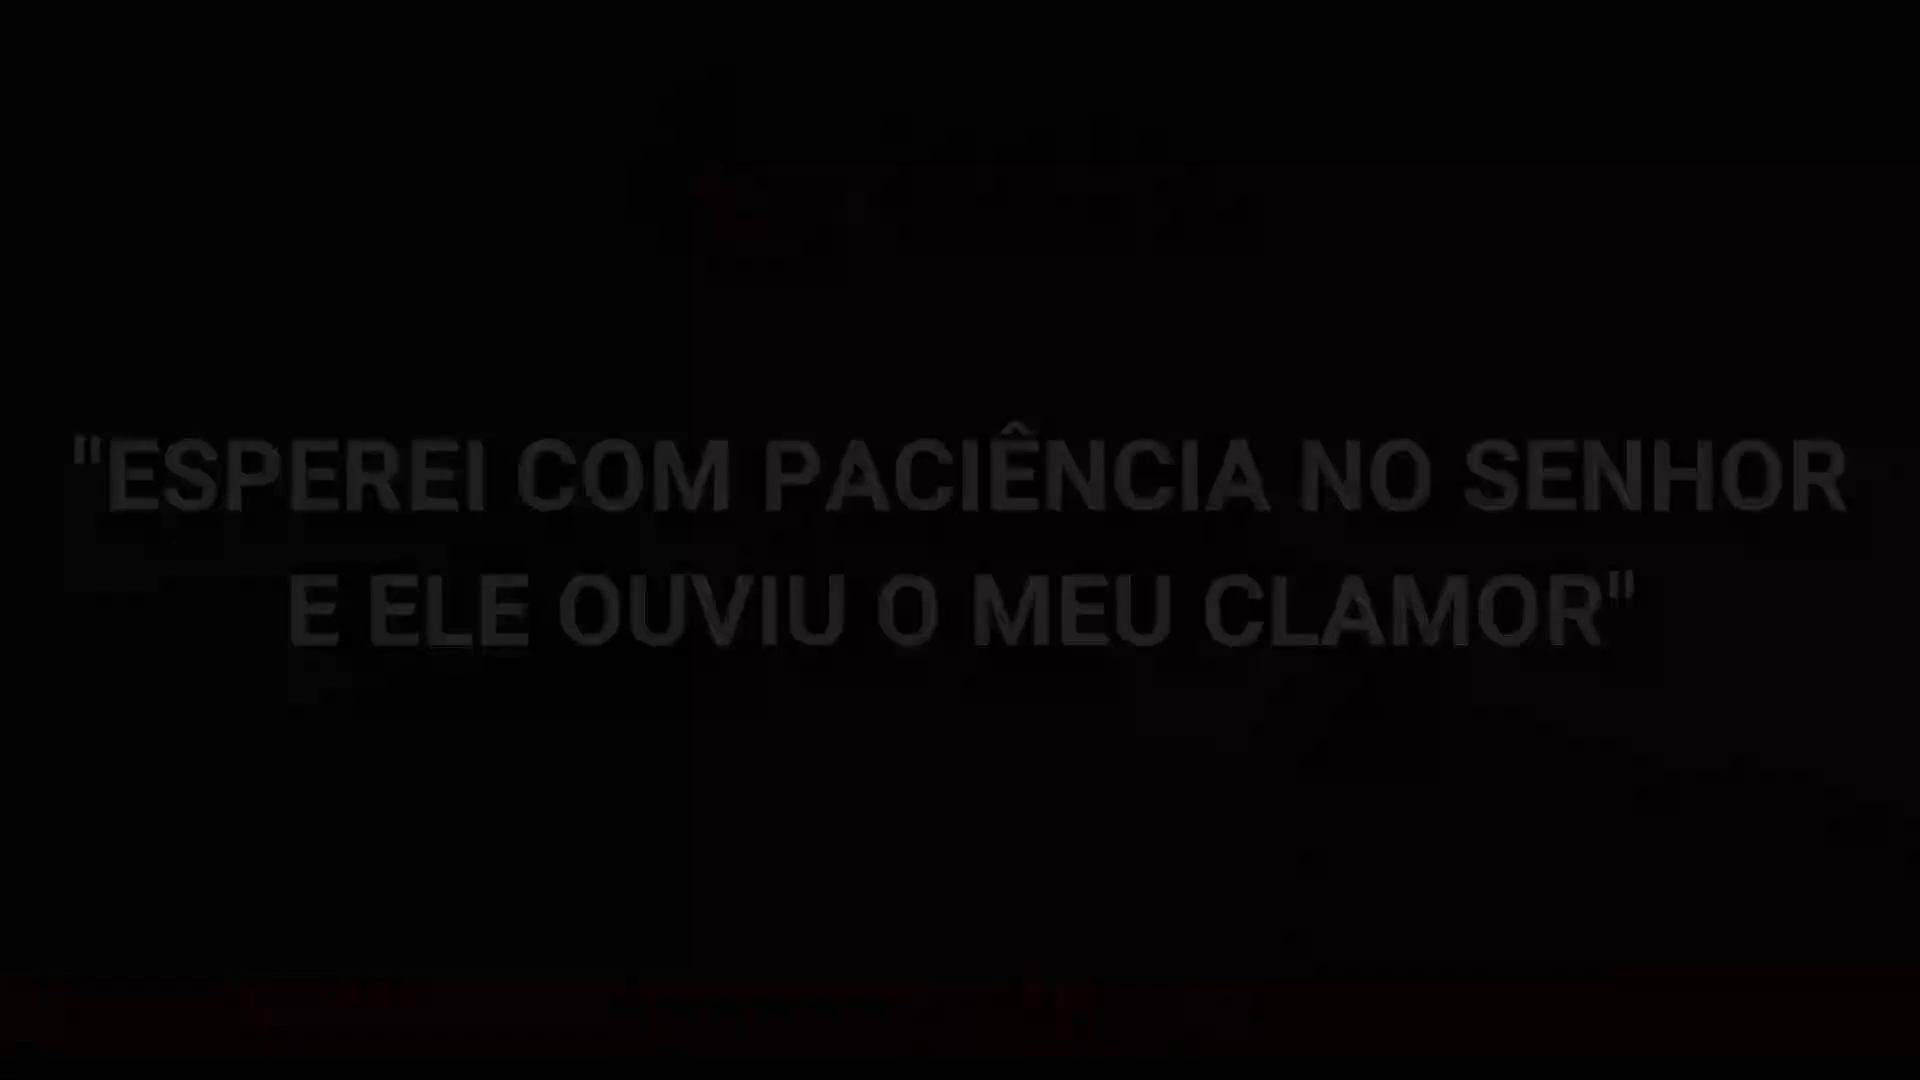 "ESPEREI COM PACIÊNCIA NO SENHOR
E ELE OUVIU O MEU CLAMOR"